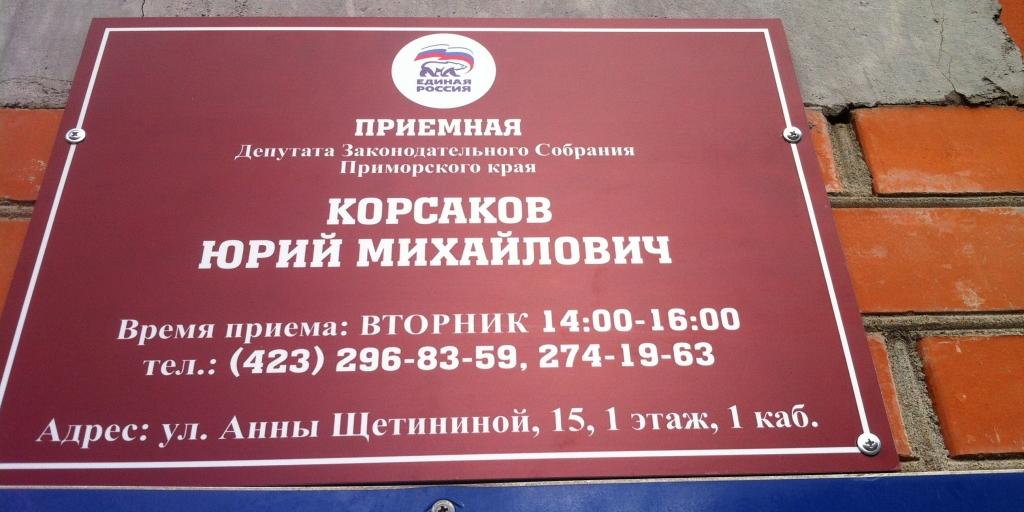 ЕДИНАЯ
РОССИЯ
ПРИЕМНАЯ
Депутата Законодательного Собрания
Приморского края
КОРСАКОВ
ЮРИЙ МИХАЙЛОВИЧ
Время приема: ВТОРНИК 14:00-16:00
тел.: (423) 296-83-59, 274-19-63
Адрес: ул. Анны Щетининой, 15, 1 этаж, 1 каб.